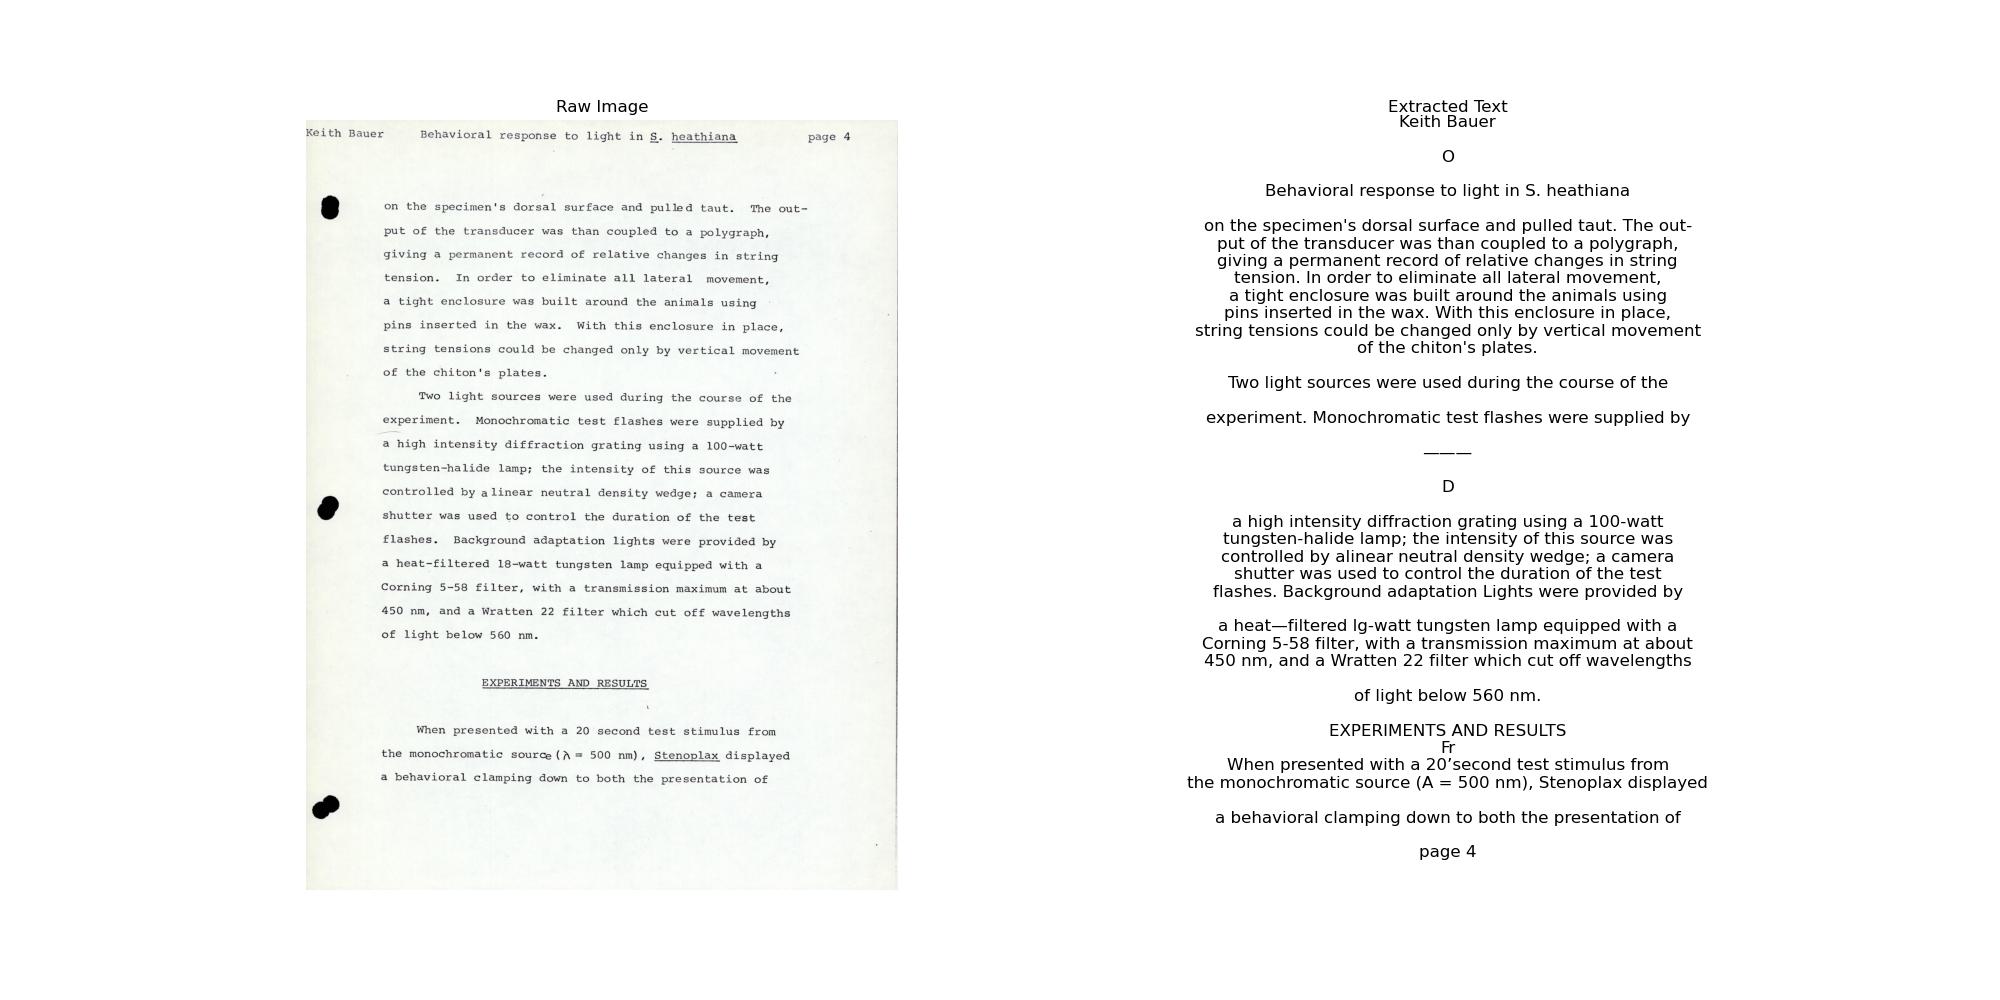 Raw Image
Keith Bauer Behavioral response to light in S. heathiana page 4
on the specimen's dorsal surface and pulled taut. The out-
put of the transducer was than coupled to a polygraph,
giving a permanent record of relative changes in string
tension. In order to eliminate all lateral movement,
a tight enclosure was built around the animals using
pins inserted in the wax. With this enclosure in place,
string tensions could be changed only by vertical movement
of the chiton's plates.
Two light sources were used during the course of the
experiment. Monochromatic test flashes were supplied by
a high intensity diffraction grating using a 100-watt
tungsten-halide lamp; the intensity of this source was
controlled by a linear neutral density wedge; a camera
shutter was used to control the duration of the test
flashes. Background adaptation lights were provided by
a heat-filtered 18-watt tungsten lamp equipped with a
Corning 5-58 filter, with a transmission maximum at about
450 nm, and a Wratten 22 filter which cut off wavelengths
of light below 560 nm.
EXPERIMENTS AND RESULTS
When presented with a 20 second test stimulus from
the monochromatic source (λ = 500 nm), Stenoplax displayed
a behavioral clamping down to both the presentation of
Extracted Text
Keith Bauer
O
Behavioral response to light in S. heathiana
on the specimen's dorsal surface and pulled taut. The out-
put of the transducer was than coupled to a polygraph,
giving a permanent record of relative changes in string
tension. In order to eliminate all lateral movement,
a tight enclosure was built around the animals using
pins inserted in the wax. With this enclosure in place,
string tensions could be changed only by vertical movement
of the chiton's plates.
Two light sources were used during the course of the
experiment. Monochromatic test flashes were supplied by
———
D
a high intensity diffraction grating using a 100-watt
tungsten-halide lamp; the intensity of this source was
controlled by alinear neutral density wedge; a camera
shutter was used to control the duration of the test
flashes. Background adaptation Lights were provided by
a heat—filtered lg-watt tungsten lamp equipped with a
Corning 5-58 filter, with a transmission maximum at about
450 nm, and a Wratten 22 filter which cut off wavelengths
of light below 560 nm.
EXPERIMENTS AND RESULTS
Fr
When presented with a 20’second test stimulus from
the monochromatic source (A = 500 nm), Stenoplax displayed
a behavioral clamping down to both the presentation of
page 4